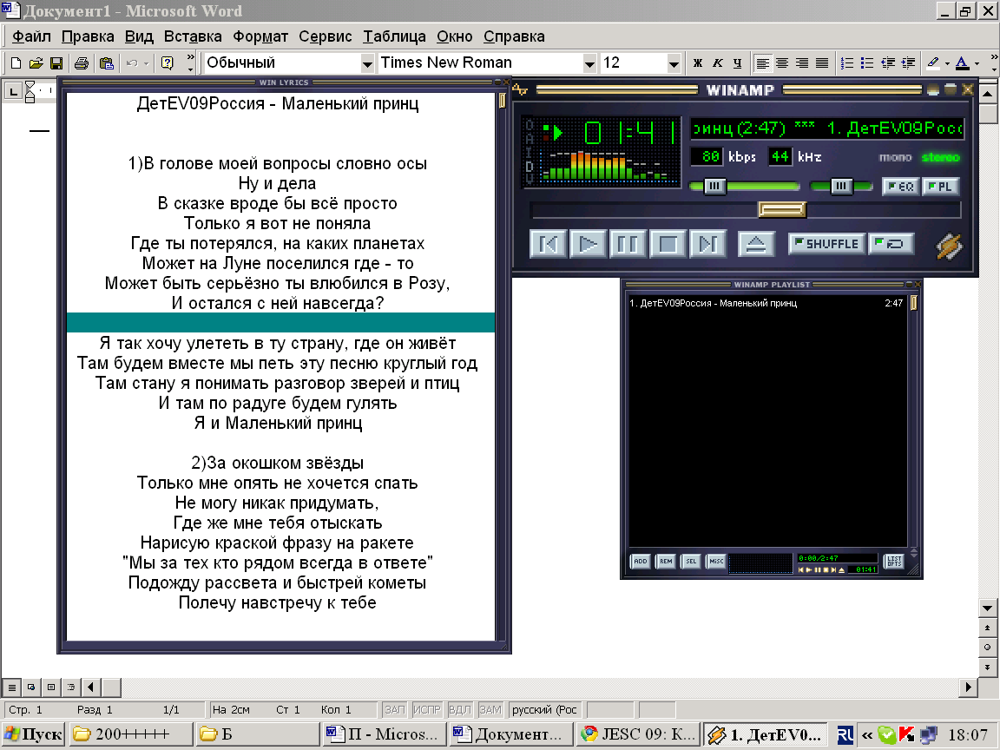 Документ1 - Microsoft Word
Файл Правка Вид Вставка Формат Сервис Таблица Окно Справка
Обычный Times New Roman 12 Ж К Ч
WIN LYRICS
ДетEV09Россия - Маленький принц
1)В голове моей вопросы словно осы
Ну и дела
В сказке вроде бы всё просто
Только я вот не поняла
Где ты потерялся, на каких планетах
Может на Луне поселился где - то
Может быть серьёзно ты влюбился в Розу,
И остался с ней навсегда?
Я так хочу улететь в ту страну, где он живёт
Там будем вместе мы петь эту песню круглый год
Там стану я понимать разговор зверей и птиц
И там по радуге будем гулять
Я и Маленький принц
2)За окошком звёзды
Только мне опять не хочется спать
Не могу никак придумать,
Где же мне тебя отыскать
Нарисую краской фразу на ракете
"Мы за тех кто рядом всегда в ответе"
Подожду рассвета и быстрей кометы
Полечу навстречу к тебе
WINAMP
O A I D V
01:41
ринц (2:47) *** 1. ДетEV09Росс
80 kbps 44 kHz mono stereo
EQ PL
SHUFFLE
WINAMP PLAYLIST
1. ДетEV09Россия - Маленький принц 2:47
ADD REM SEL MISC 0:00/2:47 LIST OPTS
01:41
Стр. 1 Разд 1 1/1 На 2см Ст 1 Кол 1 ЗАП ИСПР ВДЛ ЗАМ русский (Рос
Пуск 200+++++ Б П - Micros... Документ... JESC 09: К... 1. ДетEV0... RU « 18:07